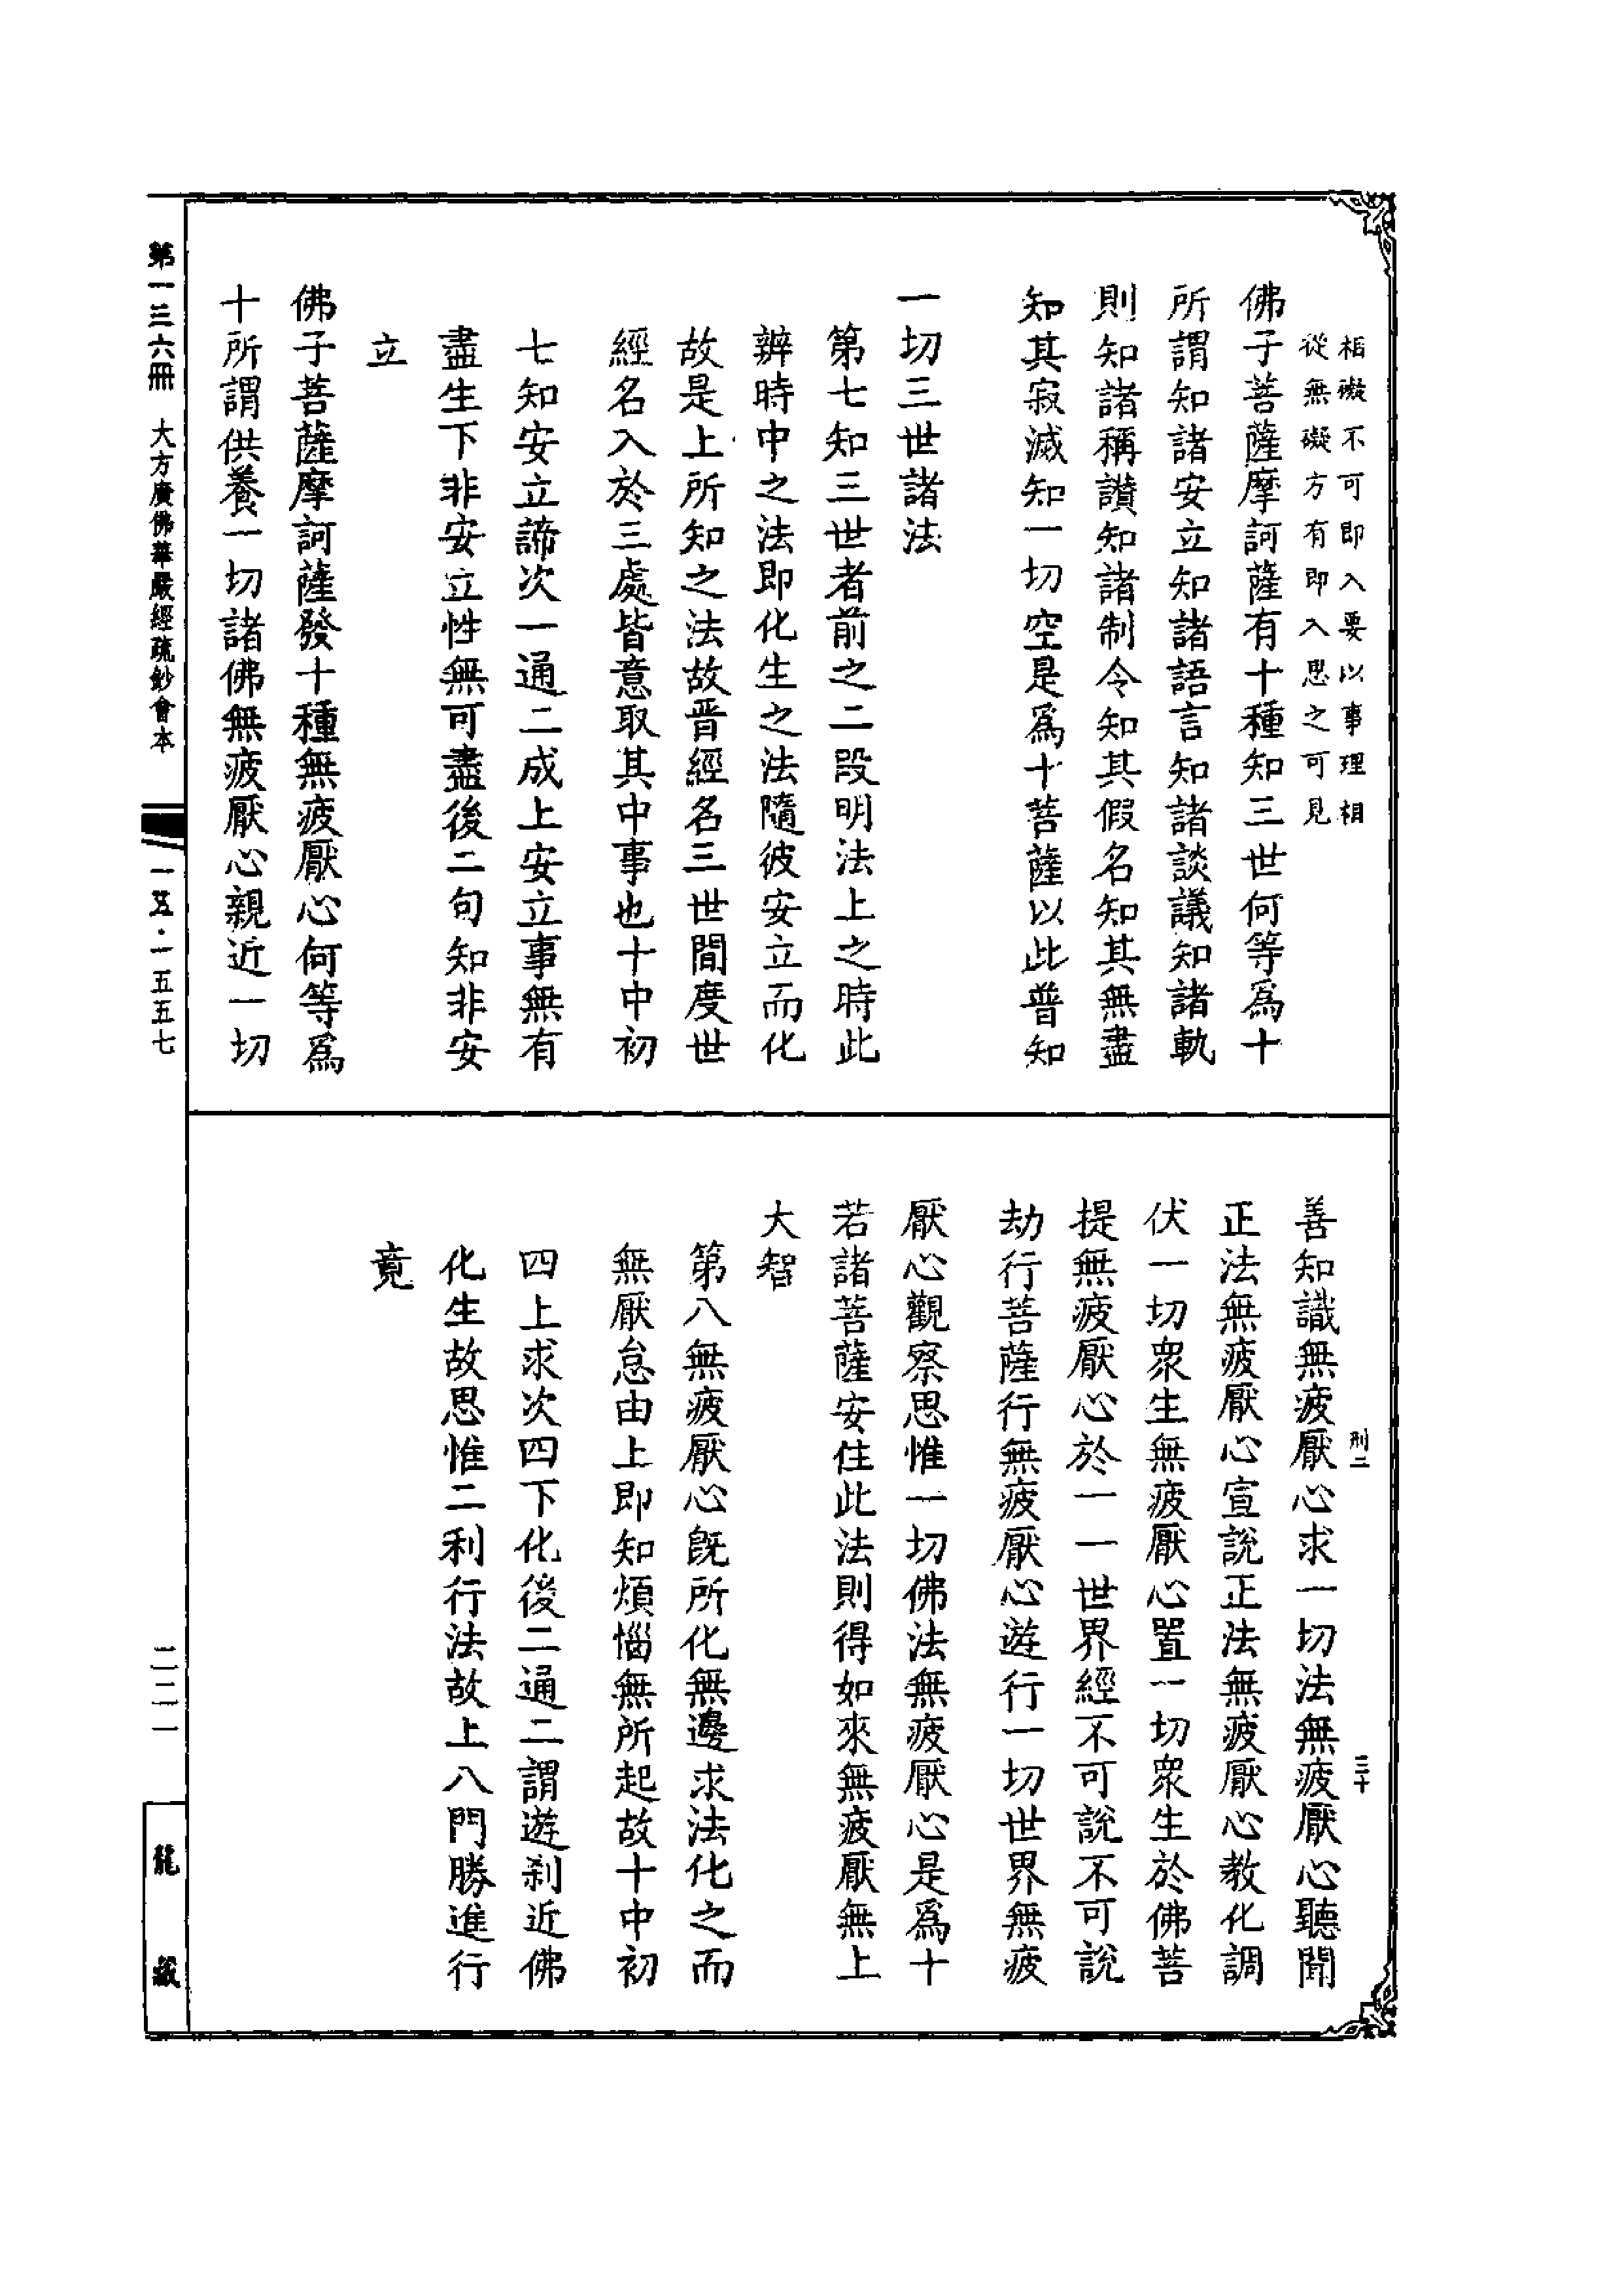 相礙不可即入要以事理相
從無礙方有即入思之可見
佛子菩薩摩訶薩有十種知三世何等為十
所謂知諸安立知諸語言知諸談議知諸軌
則知諸稱讚知諸制令知其假名知其無盡
知其寂滅知一切空是為十菩薩以此普知
一切三世諸法
第七知三世者前之二段明法上之時此
辨時中之法即化生之法隨彼安立而化
故是上所知之法故晉經名三世間度世
經名入於三處皆意取其中事也十中初
七知安立諦次一通二成上安立事無有
盡生下非安立性無可盡後二句知非安
立
佛子菩薩摩訶薩發十種無疲厭心何等為
十所謂供養一切諸佛無疲厭心親近一切
善知識無疲厭心求一切法無疲厭心聽聞
正法無疲厭心宣說正法無疲厭心教化調
伏一切眾生無疲厭心置一切眾生於佛菩
提無疲厭心於一一世界經不可說不可說
劫行菩薩行無疲厭心遊行一切世界無疲
厭心觀察思惟一切佛法無疲厭心是為十
若諸菩薩安住此法則得如來無疲厭無上
大智
第八無疲厭心既所化無邊求法化之而
無厭怠由上即知煩惱無所起故十中初
四上求次四下化後二通二謂遊剎近佛
化生故思惟二利行法故上八門勝進行
竟
刑二
三十
第一三六冊 大方廣佛華嚴經疏鈔會本
一五·一五五七
二二一
龍藏